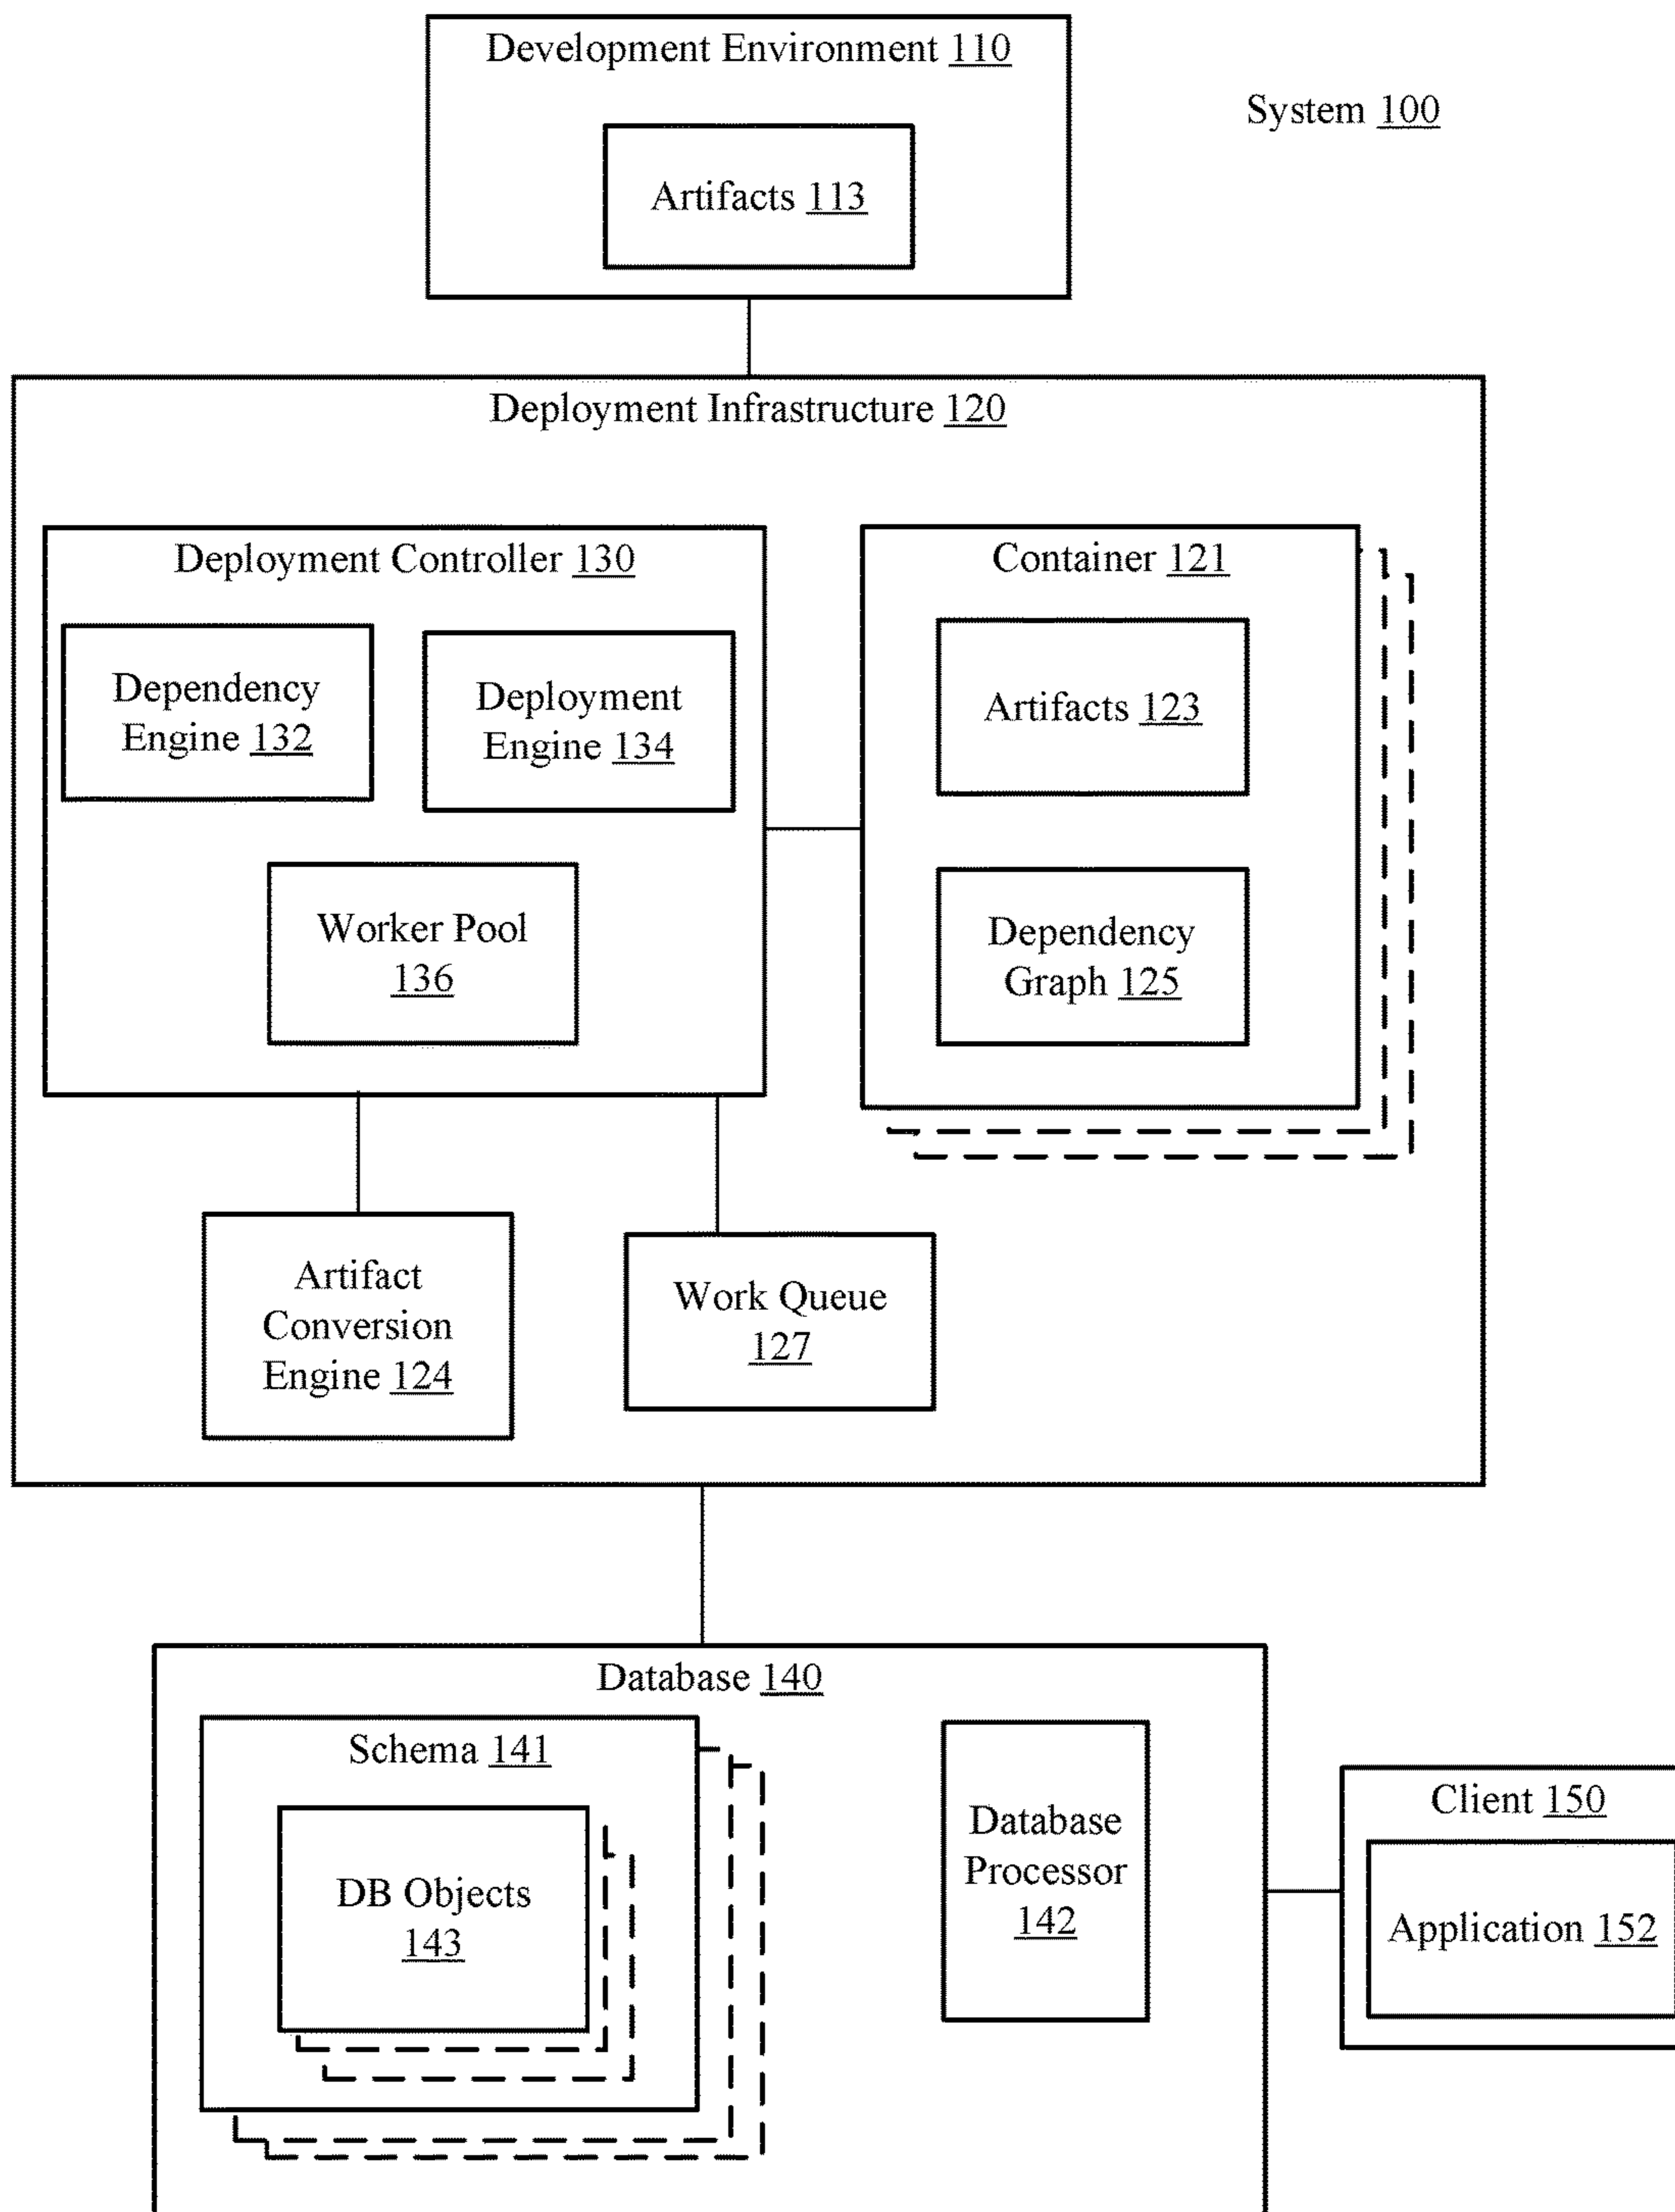 Development Environment 110
System 100
Artifacts 113
Deployment Infrastructure 120
Deployment Controller 130
Dependency
Engine 132
Deployment
Engine 134
Worker Pool
136
Container 121
Artifacts 123
Dependency
Graph 125
Artifact
Conversion
Engine 124
Work Queue
127
Database 140
Schema 141
DB Objects
143
Database
Processor
142
Client 150
Application 152